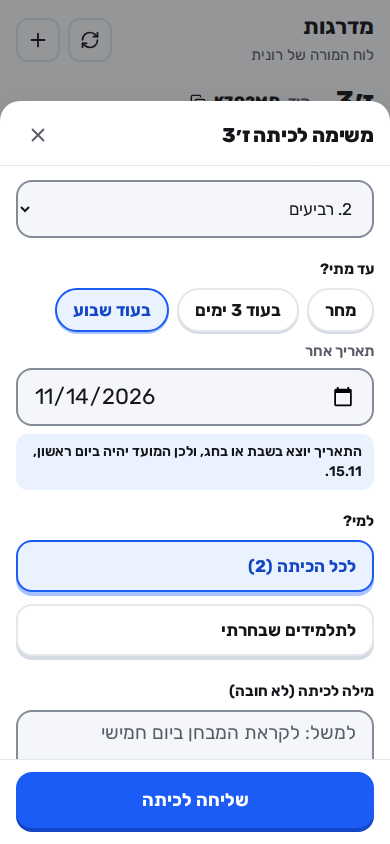 מדרגות
לוח המורה של רונית
משימה לכיתה ז׳3
2. רביעים
עד מתי?
מחר
בעוד 3 ימים
בעוד שבוע
תאריך אחר
11/14/2026
התאריך יוצא בשבת או בחג, ולכן המועד יהיה ביום ראשון,
15.11.
למי?
לכל הכיתה (2)
לתלמידים שבחרתי
מילה לכיתה (לא חובה)
למשל: לקראת המבחן ביום חמישי
שליחה לכיתה